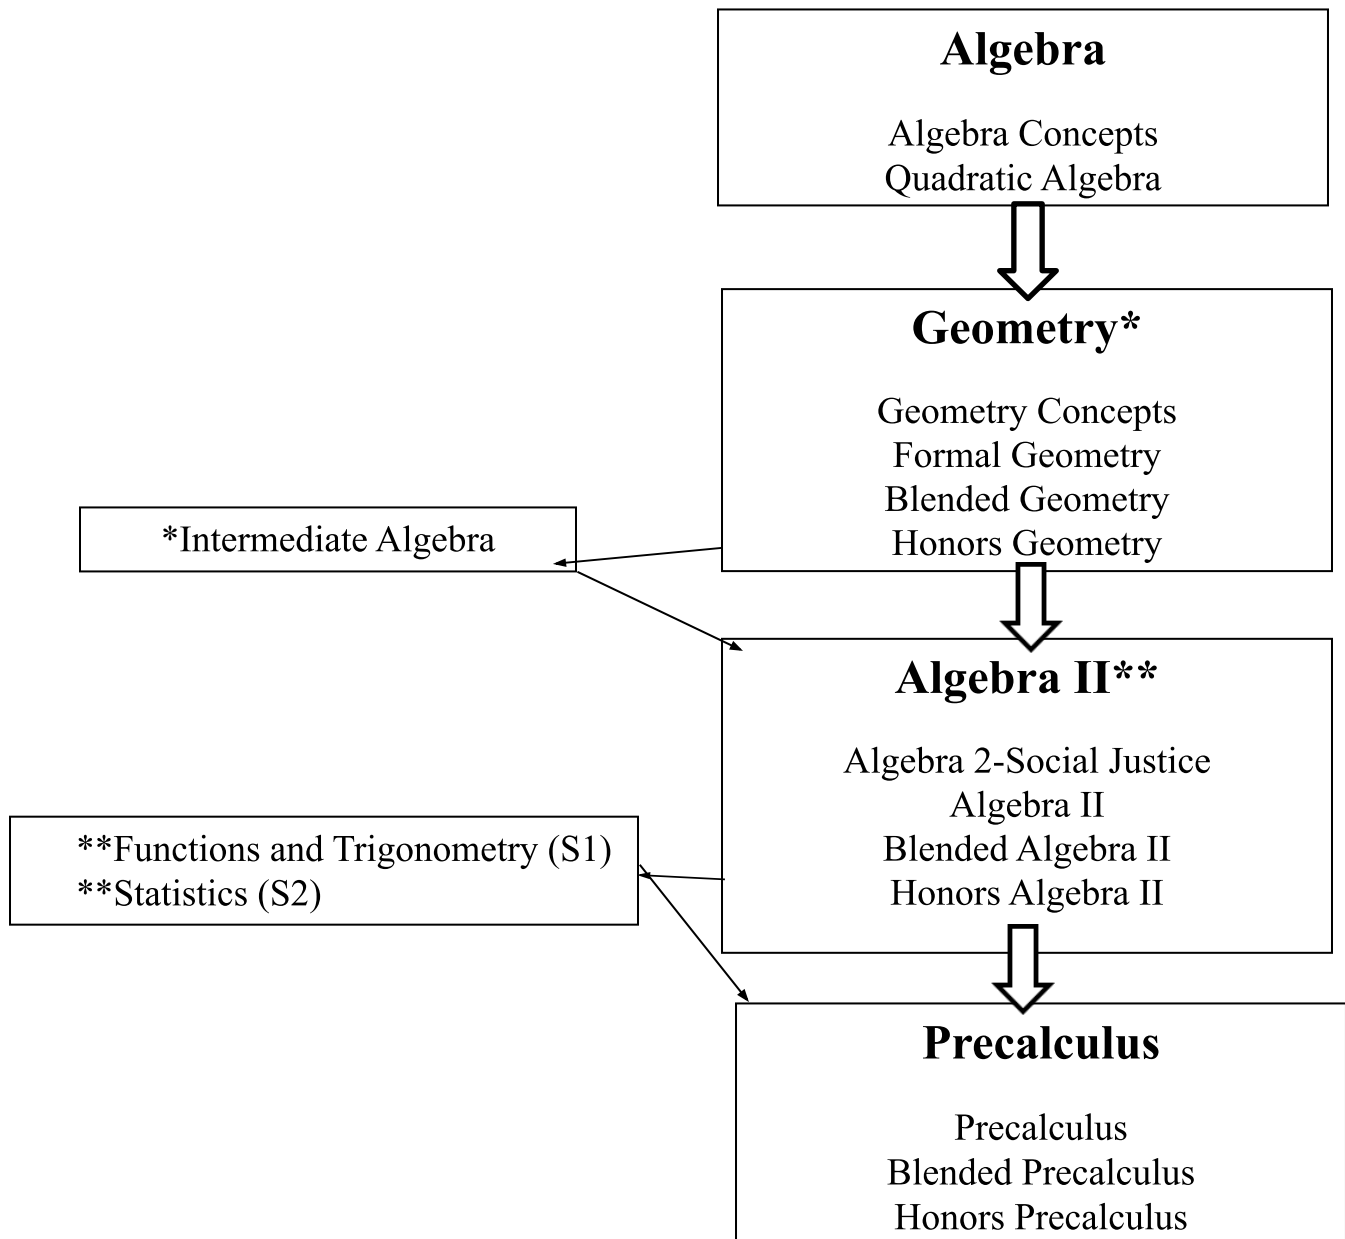 Algebra
Algebra Concepts
Quadratic Algebra
Geometry*
Geometry Concepts
Formal Geometry
Blended Geometry
Honors Geometry
*Intermediate Algebra
Algebra II**
Algebra 2-Social Justice
Algebra II
Blended Algebra II
Honors Algebra II
**Functions and Trigonometry (S1)
**Statistics (S2)
Precalculus
Precalculus
Blended Precalculus
Honors Precalculus